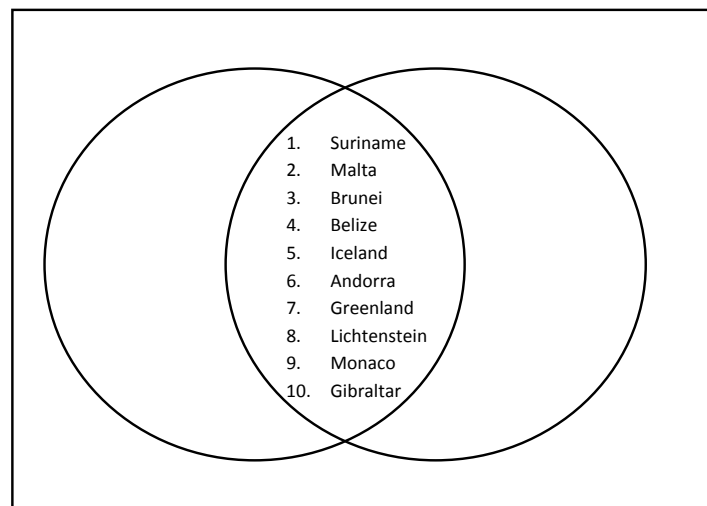 1. Suriname
2. Malta
3. Brunei
4. Belize
5. Iceland
6. Andorra
7. Greenland
8. Lichtenstein
9. Monaco
10. Gibraltar